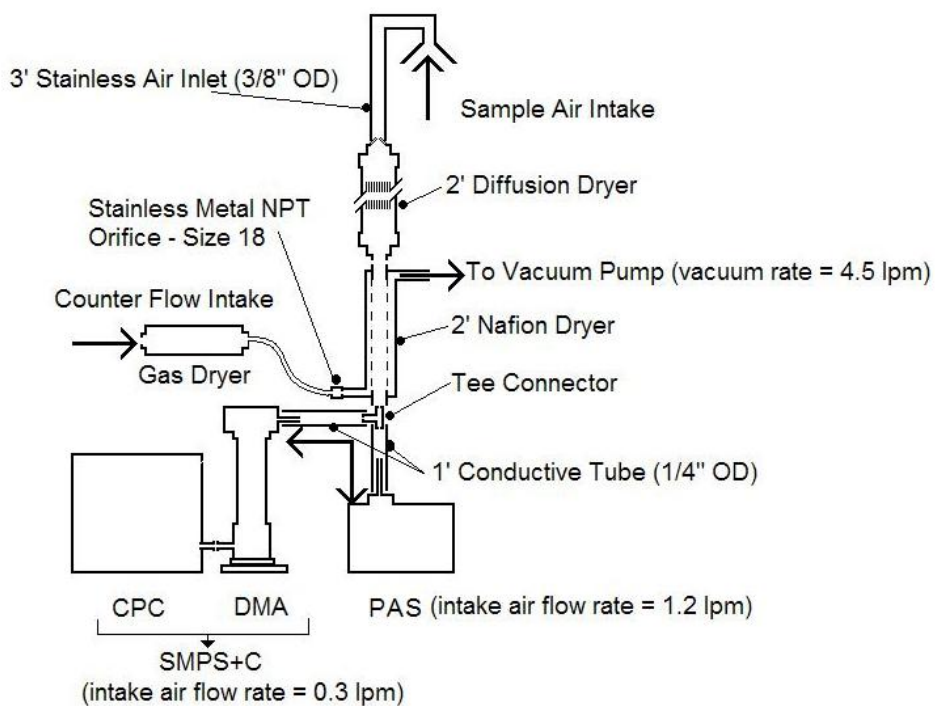 3' Stainless Air Inlet (3/8" OD)
Sample Air Intake
2' Diffusion Dryer
Stainless Metal NPT
Orifice - Size 18
To Vacuum Pump (vacuum rate = 4.5 lpm)
Counter Flow Intake
2' Nafion Dryer
Gas Dryer
Tee Connector
1' Conductive Tube (1/4" OD)
CPC
DMA
PAS (intake air flow rate = 1.2 lpm)
SMPS+C
(intake air flow rate = 0.3 lpm)